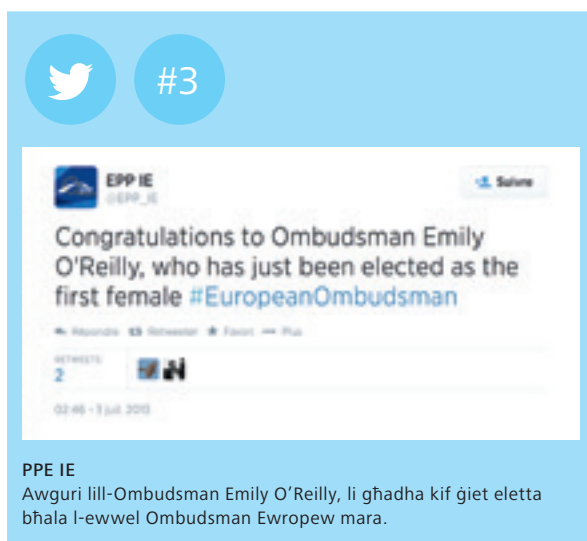 #3
EPP IE
@EPP_IE
Suivre
Congratulations to Ombudsman Emily
O'Reilly, who has just been elected as the
first female #EuropeanOmbudsman
Répondre Retweeter Favori Plus
RETWEETS
2
02:46 - 3 juil. 2013
PPE IE
Awguri lill-Ombudsman Emily O’Reilly, li għadha kif ġiet eletta
bħala l-ewwel Ombudsman Ewropew mara.